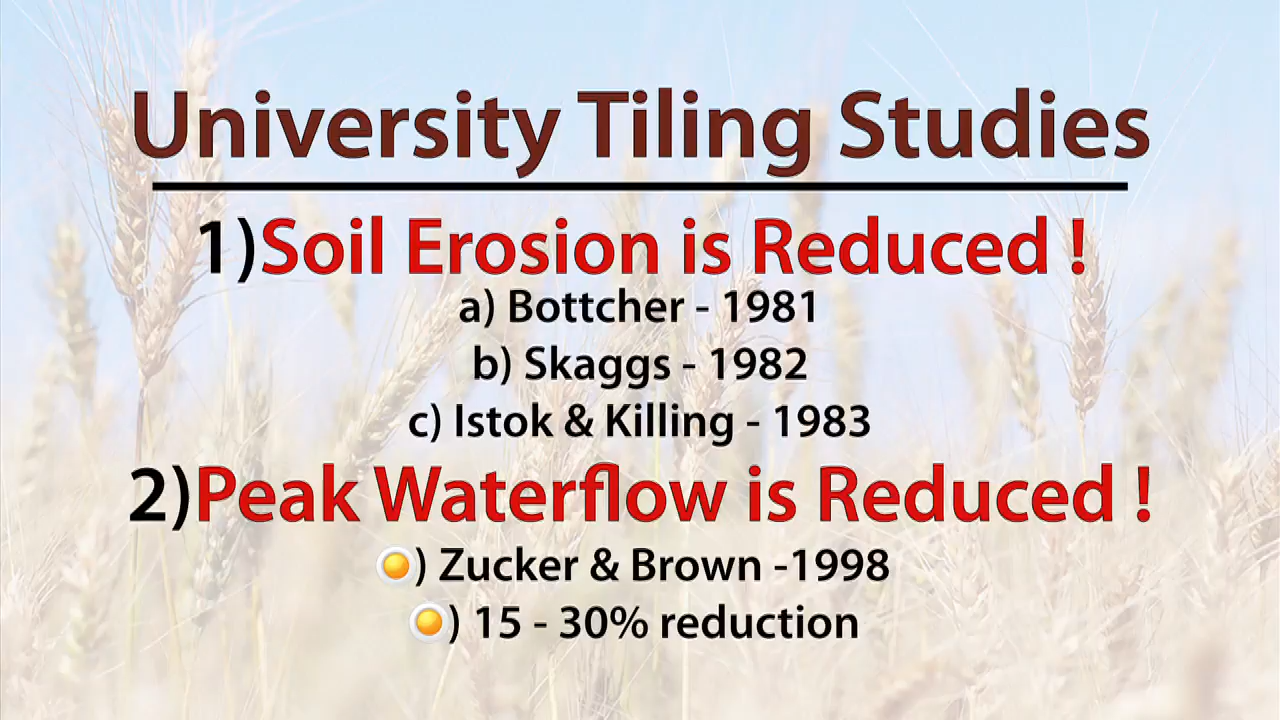 University Tiling Studies
1)Soil Erosion is Reduced !
a) Bottcher - 1981
b) Skaggs - 1982
c) Istok & Killing - 1983
2)Peak Waterflow is Reduced !
) Zucker & Brown -1998
) 15 - 30% reduction